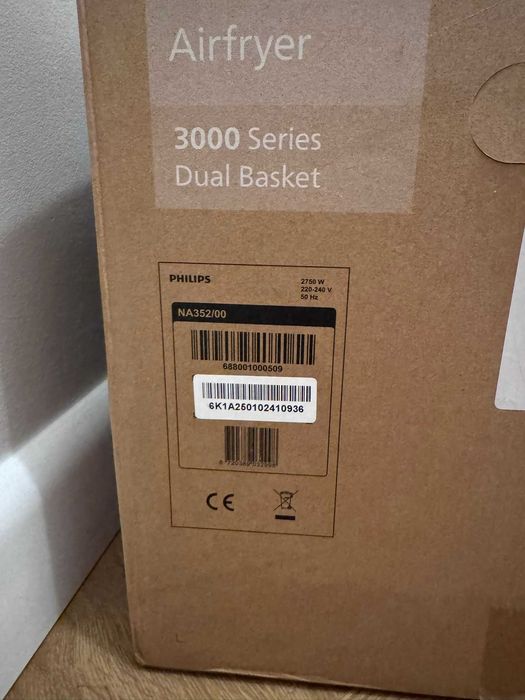 Airfryer
3000 Series
Dual Basket
PHILIPS
2750 W
220-240 V
50 Hz
NA352/00
688001000509
6K1A250102410936
CE